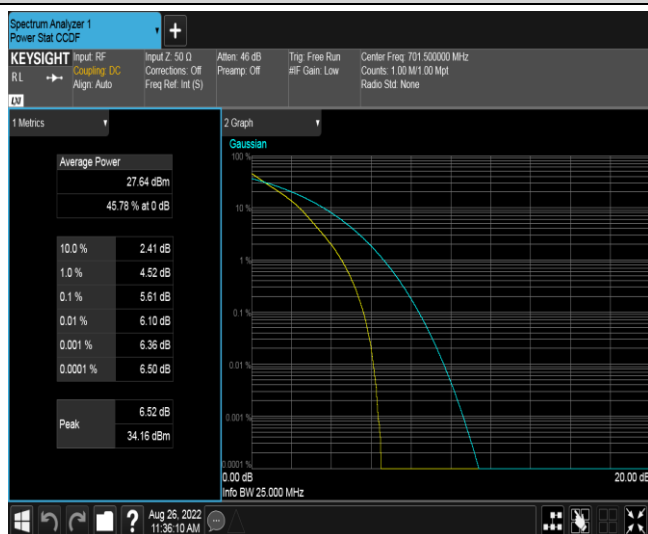 Spectrum Analyzer 1
Power Stat CCDF
+
KEYSIGHT
R L
LXI
Input: RF
Coupling: DC
Align: Auto
Input Z: 50 Ω
Corrections: Off
Freq Ref: Int (S)
Atten: 46 dB
Preamp: Off
Trig: Free Run
#IF Gain: Low
Center Freq: 701.500000 MHz
Counts: 1.00 M/1.00 Mpt
Radio Std: None
1 Metrics
Average Power
27.64 dBm
45.78 % at 0 dB
10.0 % 2.41 dB
1.0 % 4.52 dB
0.1 % 5.61 dB
0.01 % 6.10 dB
0.001 % 6.36 dB
0.0001 % 6.50 dB
Peak
6.52 dB
34.16 dBm
2 Graph
Gaussian
100 %
10 %
1 %
0.1 %
0.01 %
0.001 %
0.0001 %
0.00 dB 20.00 dB
Info BW 25.000 MHz
?
Aug 26, 2022
11:36:10 AM